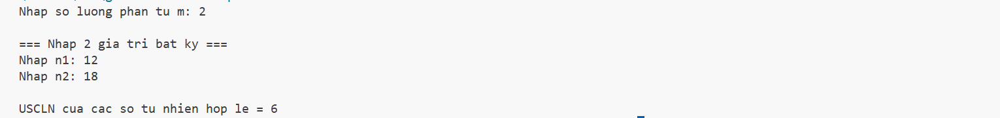 Nhap so luong phan tu m: 2
=== Nhap 2 gia tri bat ky ===
Nhap n1: 12
Nhap n2: 18
USCLN cua cac so tu nhien hop le = 6